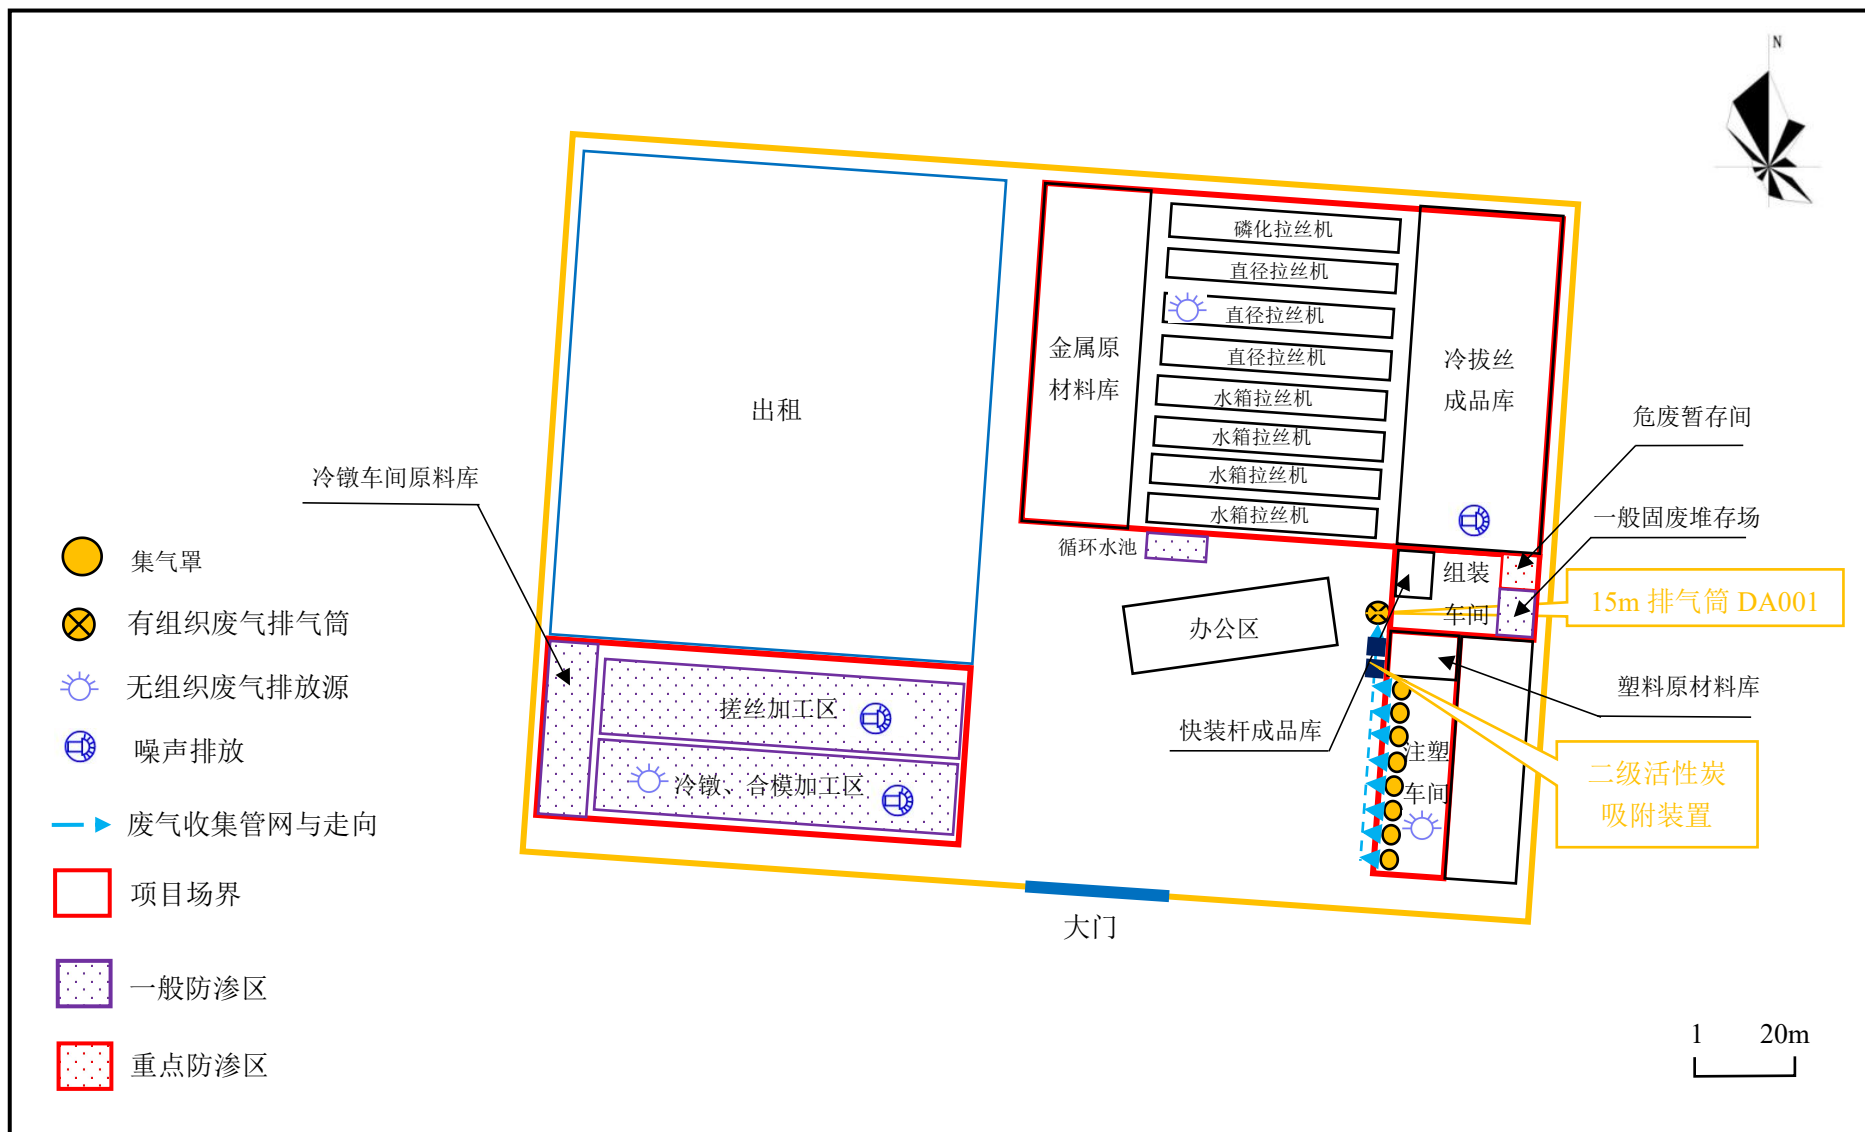 N
磷化拉丝机
直径拉丝机
直径拉丝机
直径拉丝机
水箱拉丝机
水箱拉丝机
水箱拉丝机
水箱拉丝机
金属原
材料库
冷拔丝
成品库
出租
危废暂存间
冷镦车间原料库
一般固废堆存场
循环水池
组装
车间
15m 排气筒 DA001
办公区
塑料原材料库
快装杆成品库
搓丝加工区
冷镦、合模加工区
注塑
车间
二级活性炭
吸附装置
大门
集气罩
有组织废气排气筒
无组织废气排放源
噪声排放
废气收集管网与走向
项目场界
一般防渗区
重点防渗区
1 20m